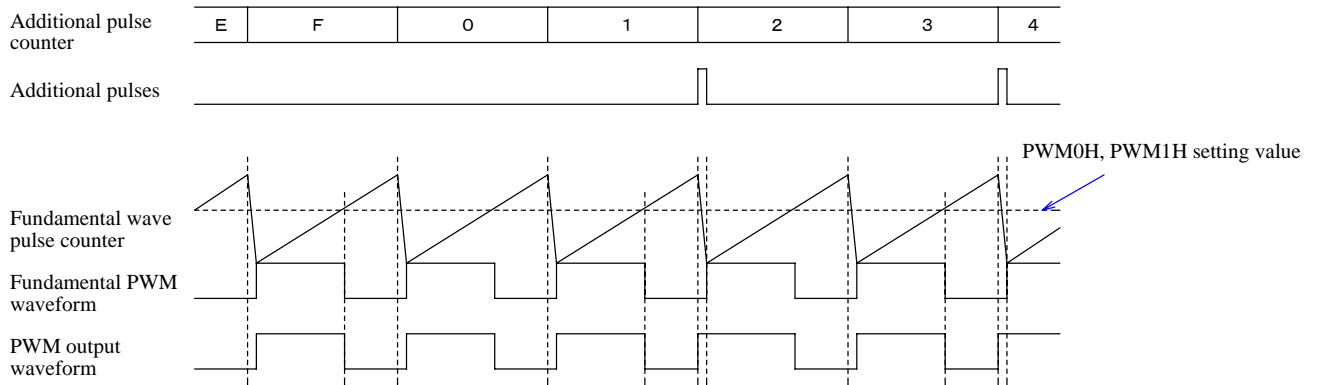 Additional pulse
counter
E F 0 1 2 3 4
Additional pulses
PWM0H, PWM1H setting value
Fundamental wave
pulse counter
Fundamental PWM
waveform
PWM output
waveform